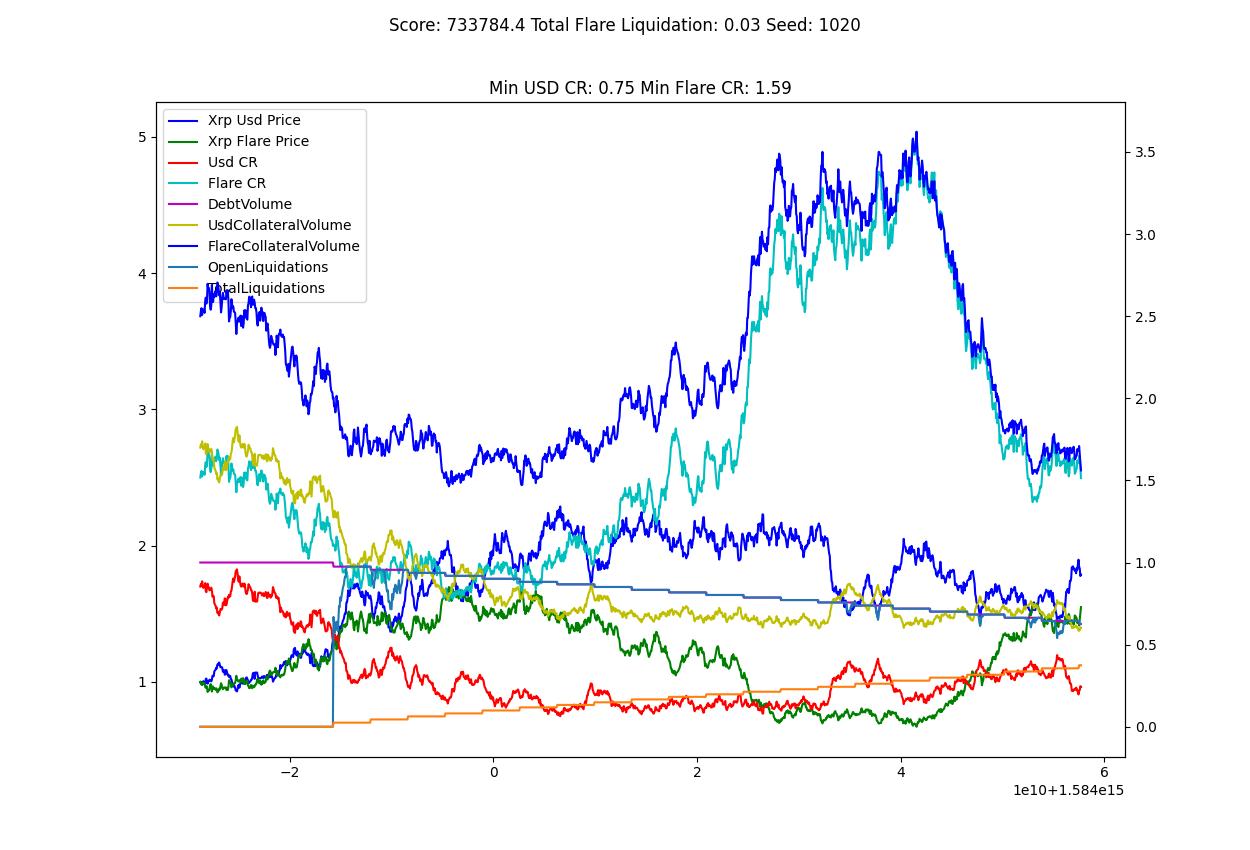 Score: 733784.4 Total Flare Liquidation: 0.03 Seed: 1020
Min USD CR: 0.75 Min Flare CR: 1.59
Xrp Usd Price
Xrp Flare Price
Usd CR
Flare CR
DebtVolume
UsdCollateralVolume
FlareCollateralVolume
OpenLiquidations
TotalLiquidations
5
4
3
2
1
3.5
3.0
2.5
2.0
1.5
1.0
0.5
0.0
−2
0
2
4
6
1e10+1.584e15